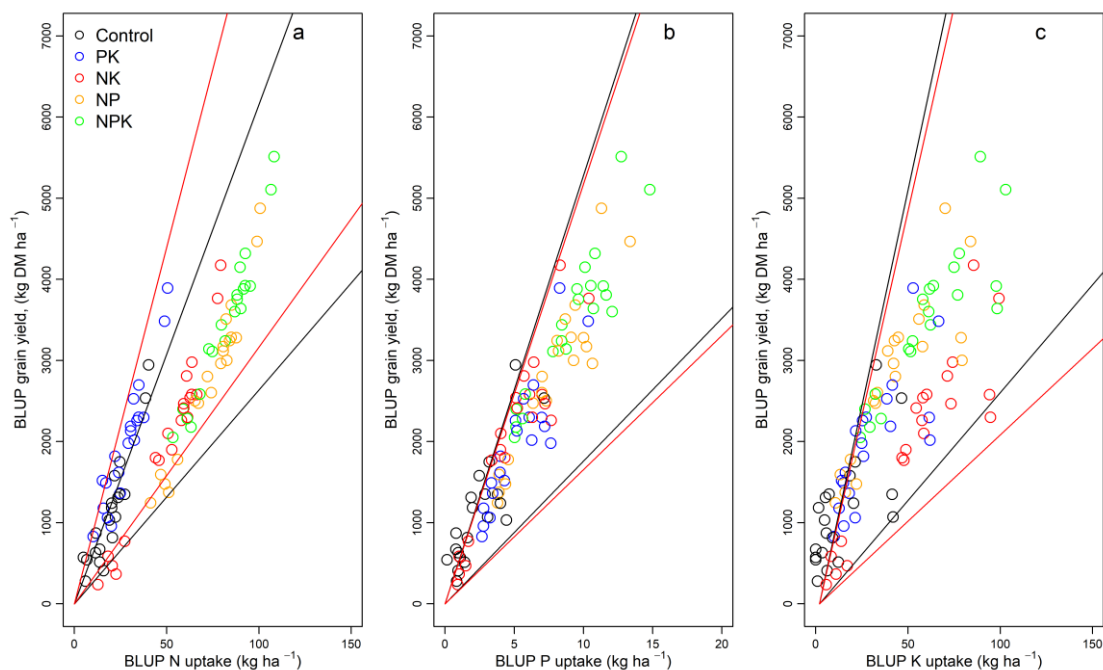 a
Control
PK
NK
NP
NPK
BLUP grain yield, (kg DM ha −1)
0 1000 2000 3000 4000 5000 6000 7000
0 50 100 150
BLUP N uptake (kg ha −1)
b
BLUP grain yield, (kg DM ha −1)
0 1000 2000 3000 4000 5000 6000 7000
0 5 10 15 20
BLUP P uptake (kg ha −1)
c
BLUP grain yield, (kg DM ha −1)
0 1000 2000 3000 4000 5000 6000 7000
0 50 100 150
BLUP K uptake (kg ha −1)